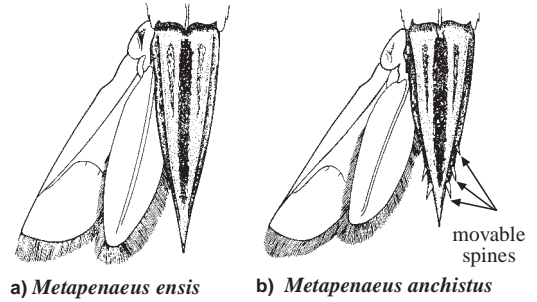 movable
spines
a) Metapenaeus ensis
b) Metapenaeus anchistus